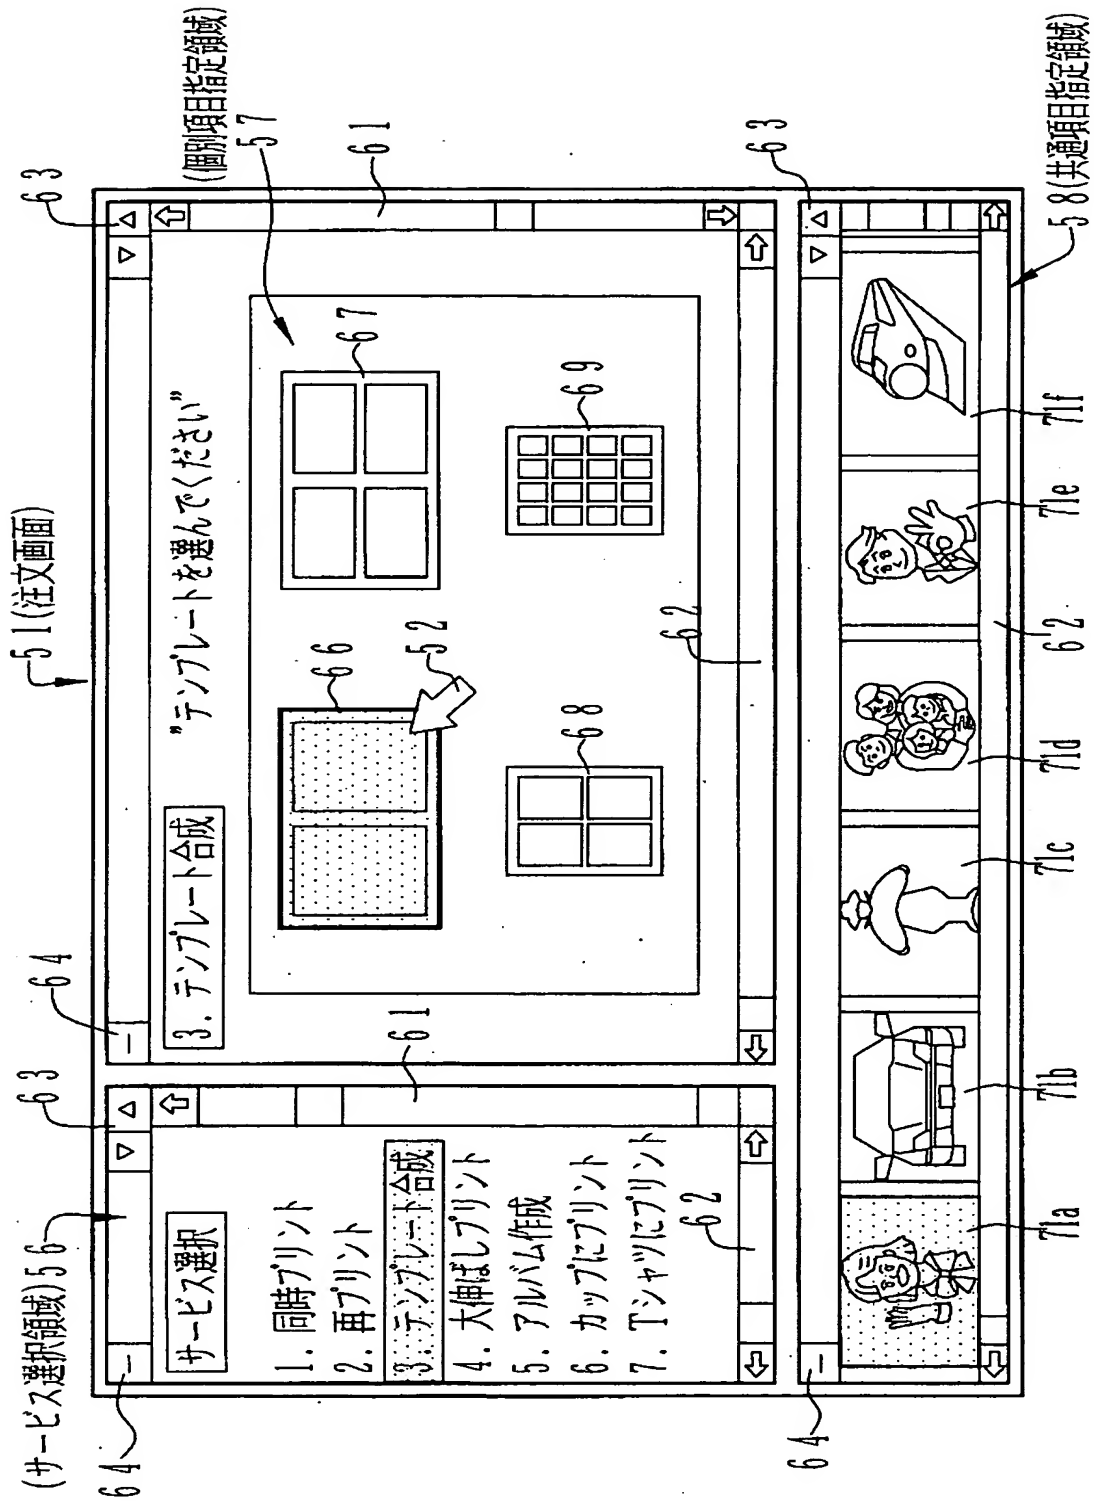 51(注文画面)
(サービス選択領域)56
64
63
64
63
(個別項目指定領域)
57
61
サービス選択
1. 同時プリント
2. 再プリント
3. テンプレート合成
4. 大伸ばしプリント
5. アルバム作成
6. カップにプリント
7. Tシャツにプリント
61
62
3. テンプレート合成
"テンプレートを選んでください"
66
67
52
68
69
62
64
63
71a
71b
71c
71d
62
71e
71f
58(共通項目指定領域)